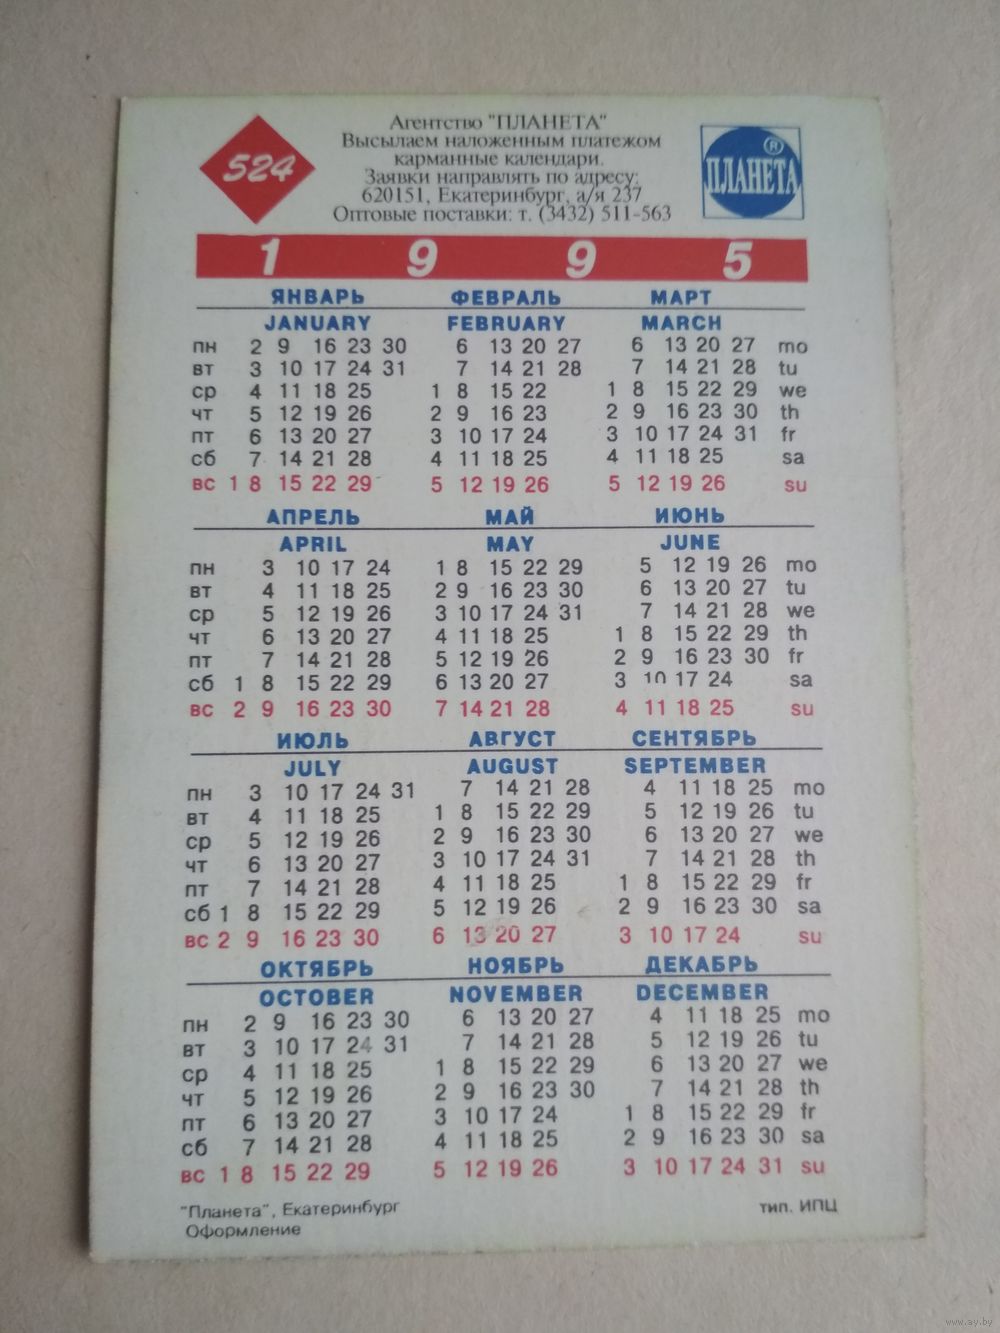 524
Агентство "ПЛАНЕТА"
Высылаем наложенным платежом
карманные календари.
Заявки направлять по адресу:
620151, Екатеринбург, а/я 237
Оптовые поставки: т. (3432) 511-563
®
ПЛАНЕТА
1 9 9 5
ЯНВАРЬ ФЕВРАЛЬ МАРТ
JANUARY FEBRUARY MARCH
пн 2 9 16 23 30 6 13 20 27 6 13 20 27 mo
вт 3 10 17 24 31 7 14 21 28 7 14 21 28 tu
ср 4 11 18 25 1 8 15 22 1 8 15 22 29 we
чт 5 12 19 26 2 9 16 23 2 9 16 23 30 th
пт 6 13 20 27 3 10 17 24 3 10 17 24 31 fr
сб 7 14 21 28 4 11 18 25 4 11 18 25 sa
вс 1 8 15 22 29 5 12 19 26 5 12 19 26 su
АПРЕЛЬ МАЙ ИЮНЬ
APRIL MAY JUNE
пн 3 10 17 24 1 8 15 22 29 5 12 19 26 mo
вт 4 11 18 25 2 9 16 23 30 6 13 20 27 tu
ср 5 12 19 26 3 10 17 24 31 7 14 21 28 we
чт 6 13 20 27 4 11 18 25 1 8 15 22 29 th
пт 7 14 21 28 5 12 19 26 2 9 16 23 30 fr
сб 1 8 15 22 29 6 13 20 27 3 10 17 24 sa
вс 2 9 16 23 30 7 14 21 28 4 11 18 25 su
ИЮЛЬ АВГУСТ СЕНТЯБРЬ
JULY AUGUST SEPTEMBER
пн 3 10 17 24 31 7 14 21 28 4 11 18 25 mo
вт 4 11 18 25 1 8 15 22 29 5 12 19 26 tu
ср 5 12 19 26 2 9 16 23 30 6 13 20 27 we
чт 6 13 20 27 3 10 17 24 31 7 14 21 28 th
пт 7 14 21 28 4 11 18 25 1 8 15 22 29 fr
сб 1 8 15 22 29 5 12 19 26 2 9 16 23 30 sa
вс 2 9 16 23 30 6 13 20 27 3 10 17 24 su
ОКТЯБРЬ НОЯБРЬ ДЕКАБРЬ
OCTOBER NOVEMBER DECEMBER
пн 2 9 16 23 30 6 13 20 27 4 11 18 25 mo
вт 3 10 17 24 31 7 14 21 28 5 12 19 26 tu
ср 4 11 18 25 1 8 15 22 29 6 13 20 27 we
чт 5 12 19 26 2 9 16 23 30 7 14 21 28 th
пт 6 13 20 27 3 10 17 24 1 8 15 22 29 fr
сб 7 14 21 28 4 11 18 25 2 9 16 23 30 sa
вс 1 8 15 22 29 5 12 19 26 3 10 17 24 31 su
"Планета", Екатеринбург тип. ИПЦ
Оформление
www.ay.by